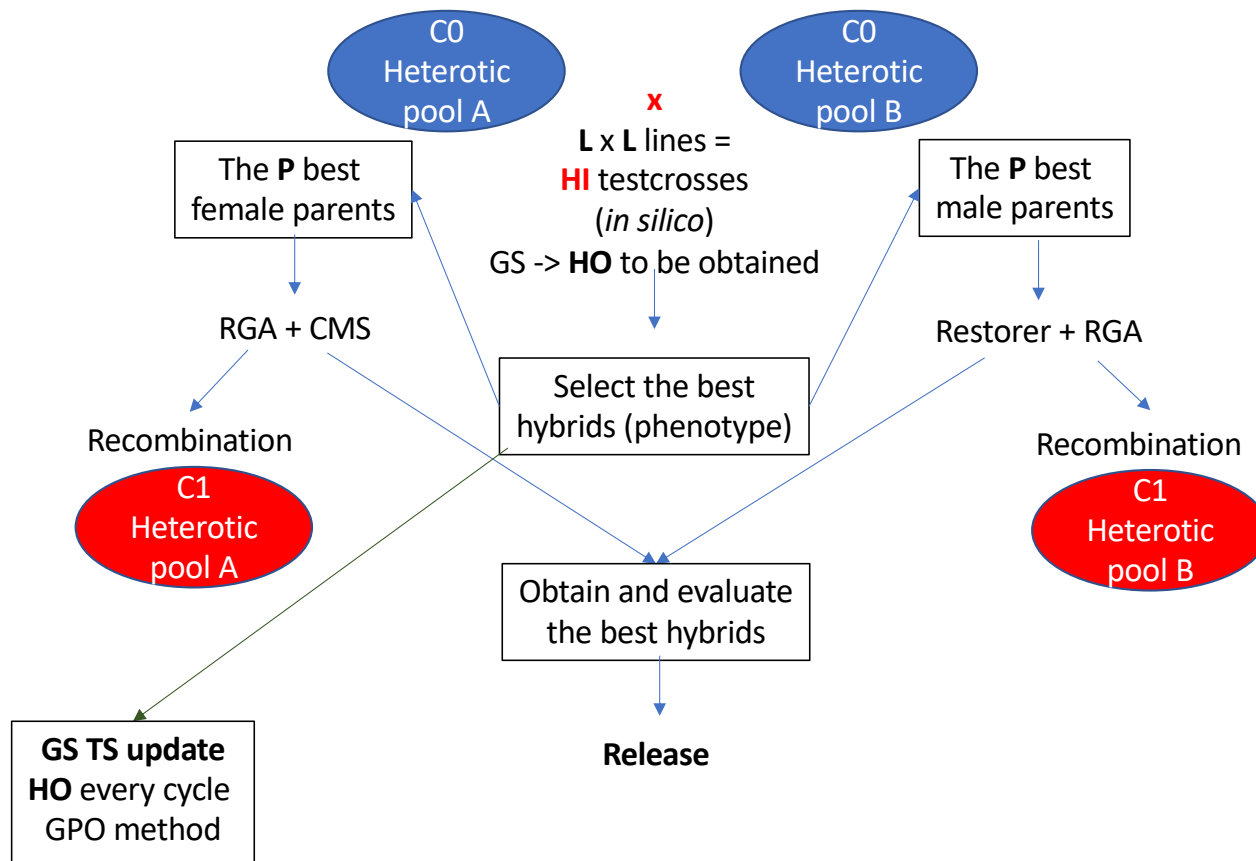 C0
Heterotic
pool A
C0
Heterotic
pool B
x
L x L lines =
HI testcrosses
(in silico)
GS -> HO to be obtained
The P best
female parents
The P best
male parents
RGA + CMS
Restorer + RGA
Select the best
hybrids (phenotype)
Recombination
Recombination
C1
Heterotic
pool A
C1
Heterotic
pool B
Obtain and evaluate
the best hybrids
GS TS update
HO every cycle
GPO method
Release